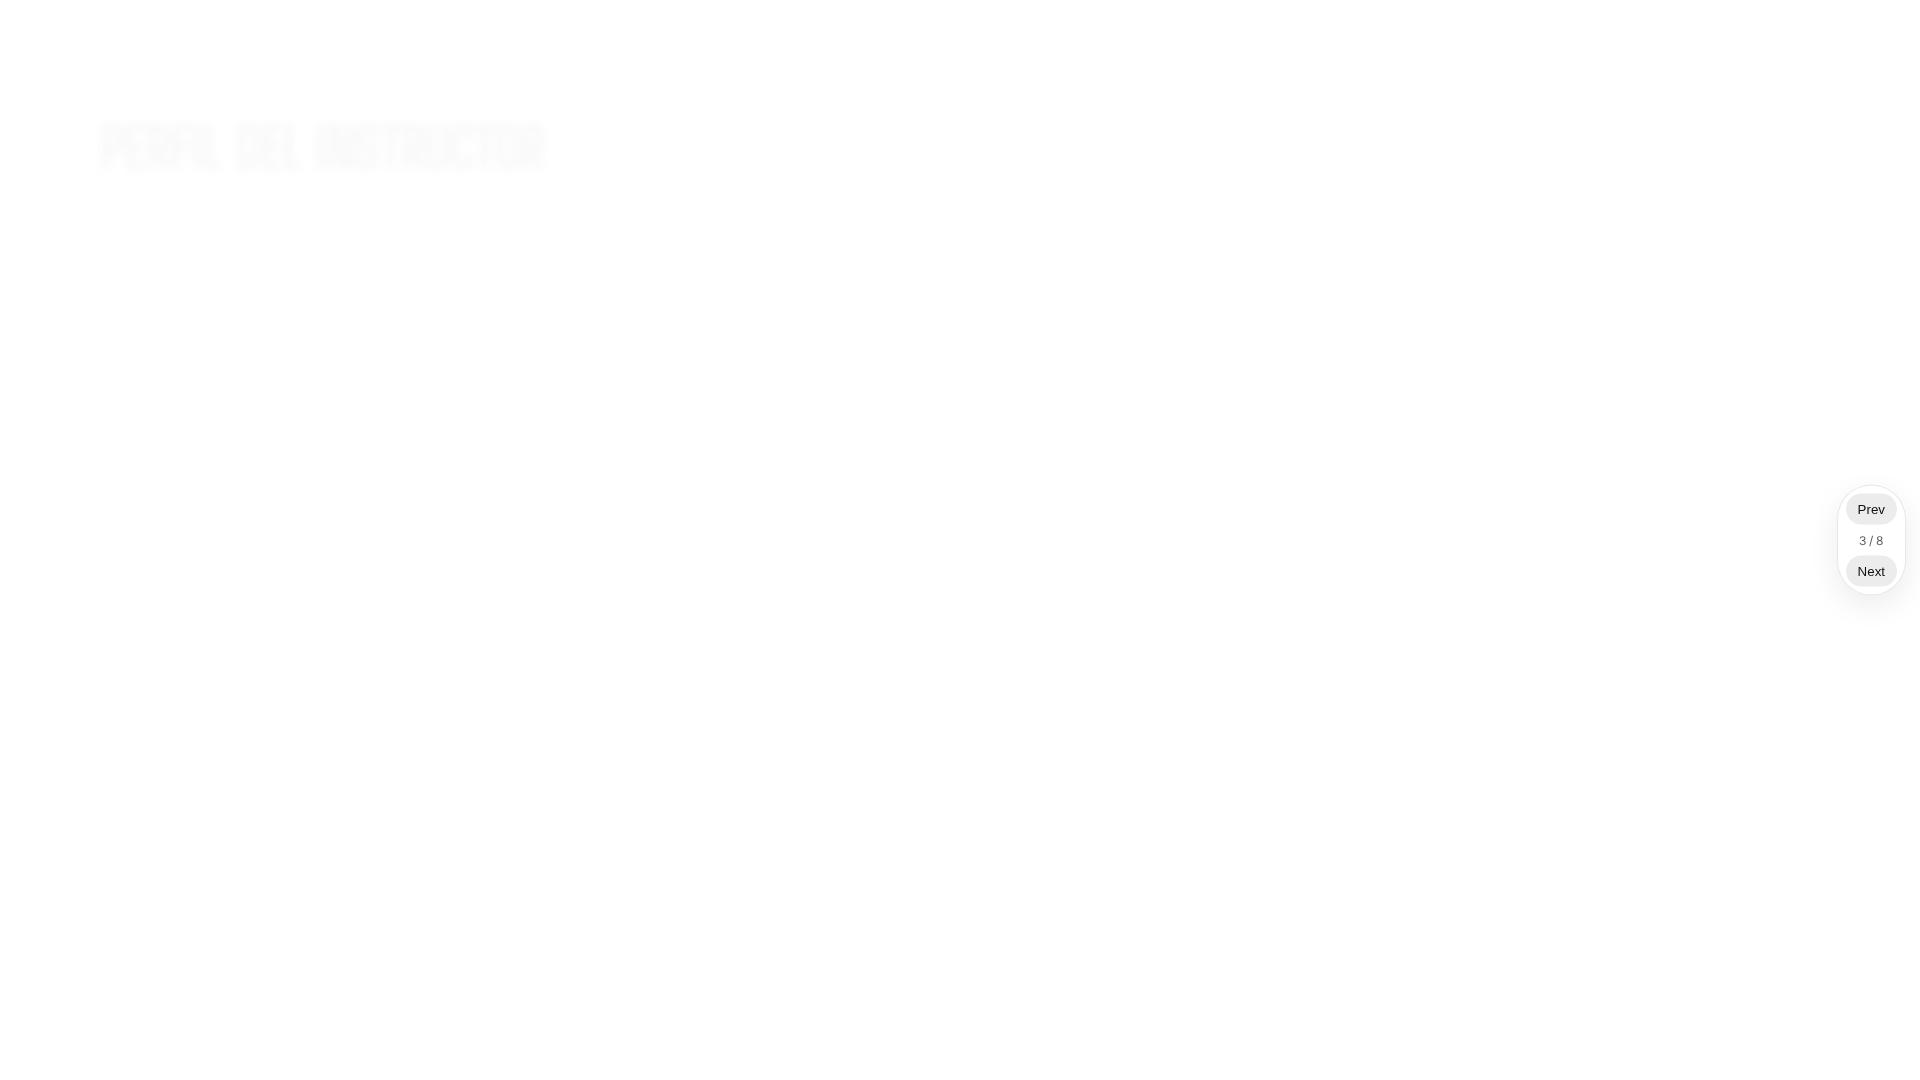 PERFIL DEL INSTRUCTOR
Prev
3 / 8
Next